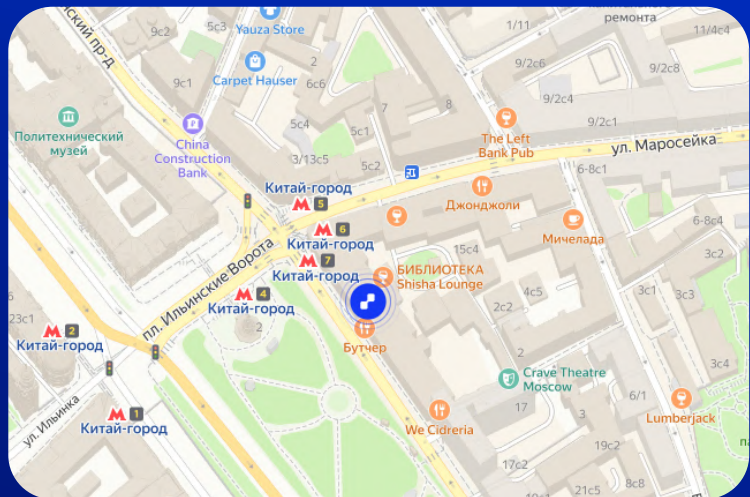 ремонта
1/11
11/4с4
ский пр-д
9с2
5с3
Yauza Store
2
6с6
Carpet Hauser
9с1
7
8
9/2с6
9/2с8
9/2с4
9/2с1
Политехнический
музей
China
Construction
Bank
5с4
5с1
3/13с5
5с2
The Left
Bank Pub
ул. Маросейка
6-8с1
Китай-город
5
Джонджоли
6
Китай-город
Мичелада
6-8с4
7
Китай-город
15с4
3с2
БИБЛИОТЕКА
Shisha Lounge
пл. Ильинские Ворота
4
Китай-город
2
2с2
4с5
3с1
3с3
23с1
2
Китай-город
Бутчер
2
3с4
Crave Theatre
Moscow
ул. Ильинка
1
Китай-город
We Cidreria
17
3
6/1
Lumberjack
19с2
17с2
21с5
8с8